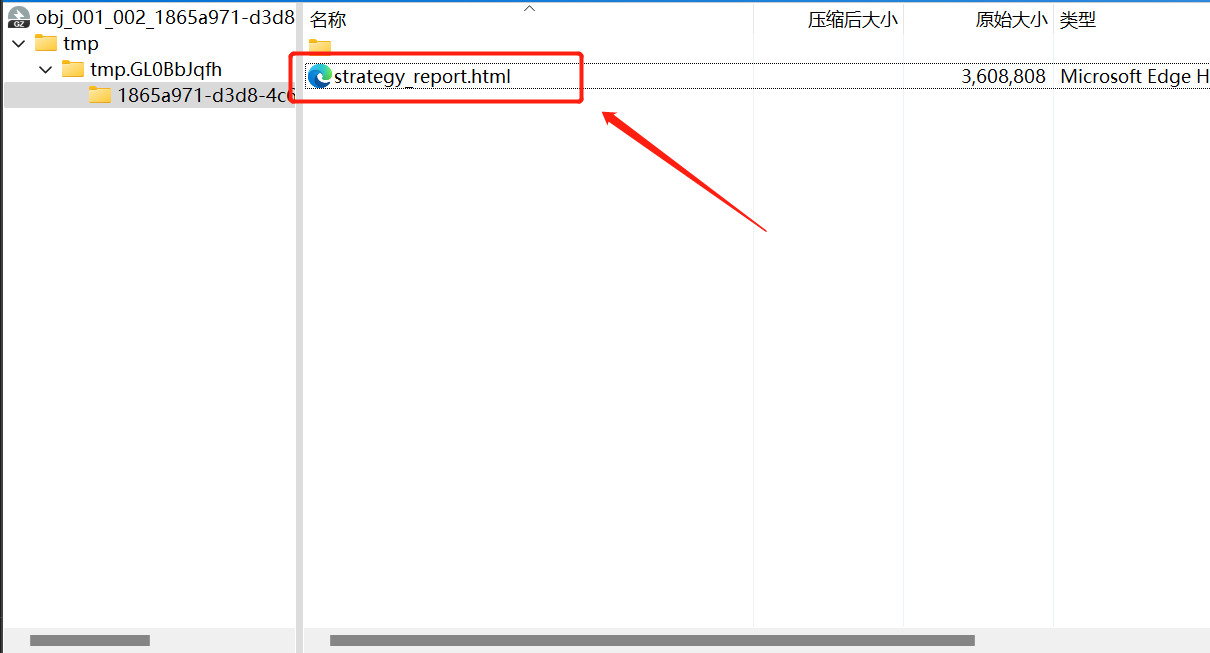 obj_001_002_1865a971-d3d8
GZ
tmp
tmp.GL0BbJqfh
1865a971-d3d8-4c6
名称 压缩后大小 原始大小 类型
strategy_report.html 3,608,808 Microsoft Edge H